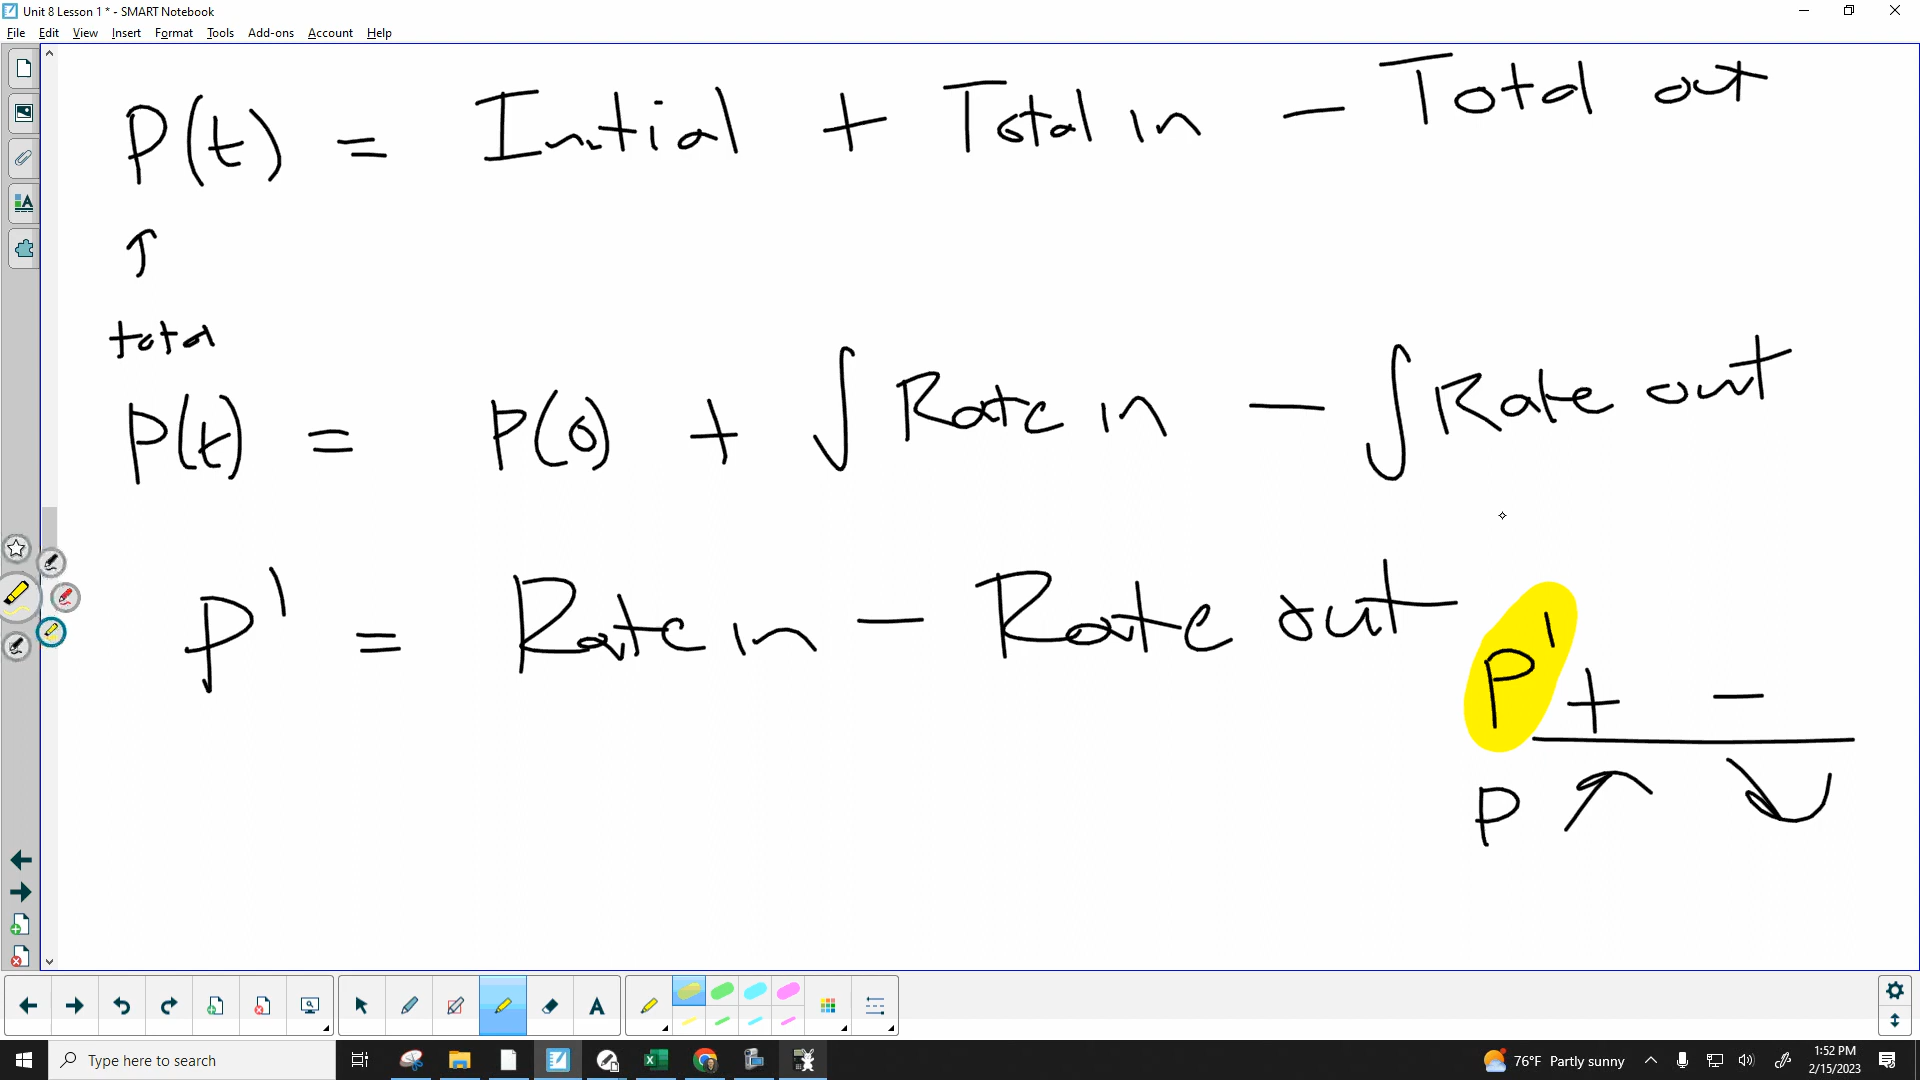 Unit 8 Lesson 1 * - SMART Notebook
File Edit View Insert Format Tools Add-ons Account Help
P(t) = Initial + Total in - Total out
↑
total
P(t) = P(0) + ∫ Rate in - ∫ Rate out
P' = Rate in - Rate out
P' + -
P
A
Type here to search
76°F Partly sunny
1:52 PM
2/15/2023